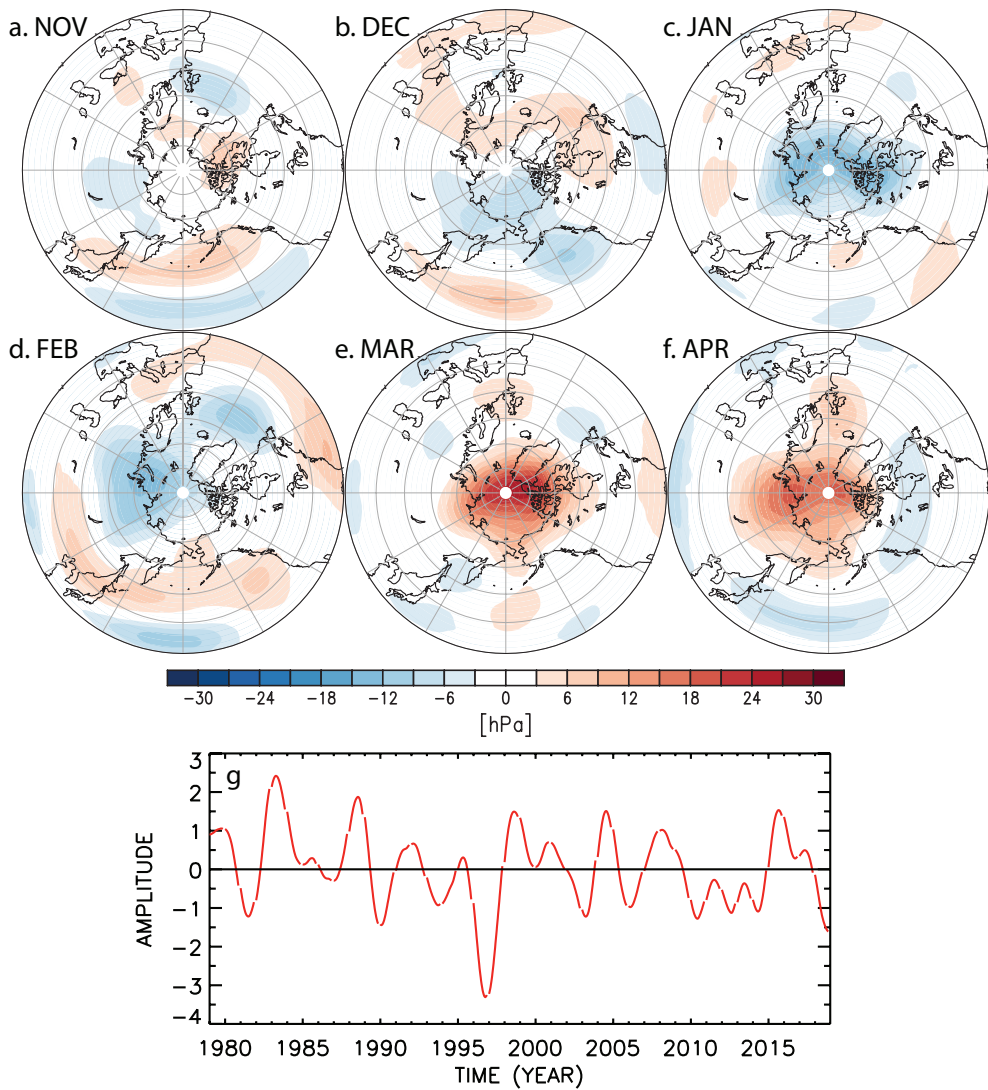 a. NOV b. DEC c. JAN
d. FEB e. MAR f. APR
−30 −24 −18 −12 −6 0 6 12 18 24 30
[hPa]
g
3
2
1
0
−1
−2
−3
−4
AMPLITUDE
1980 1985 1990 1995 2000 2005 2010 2015
TIME (YEAR)